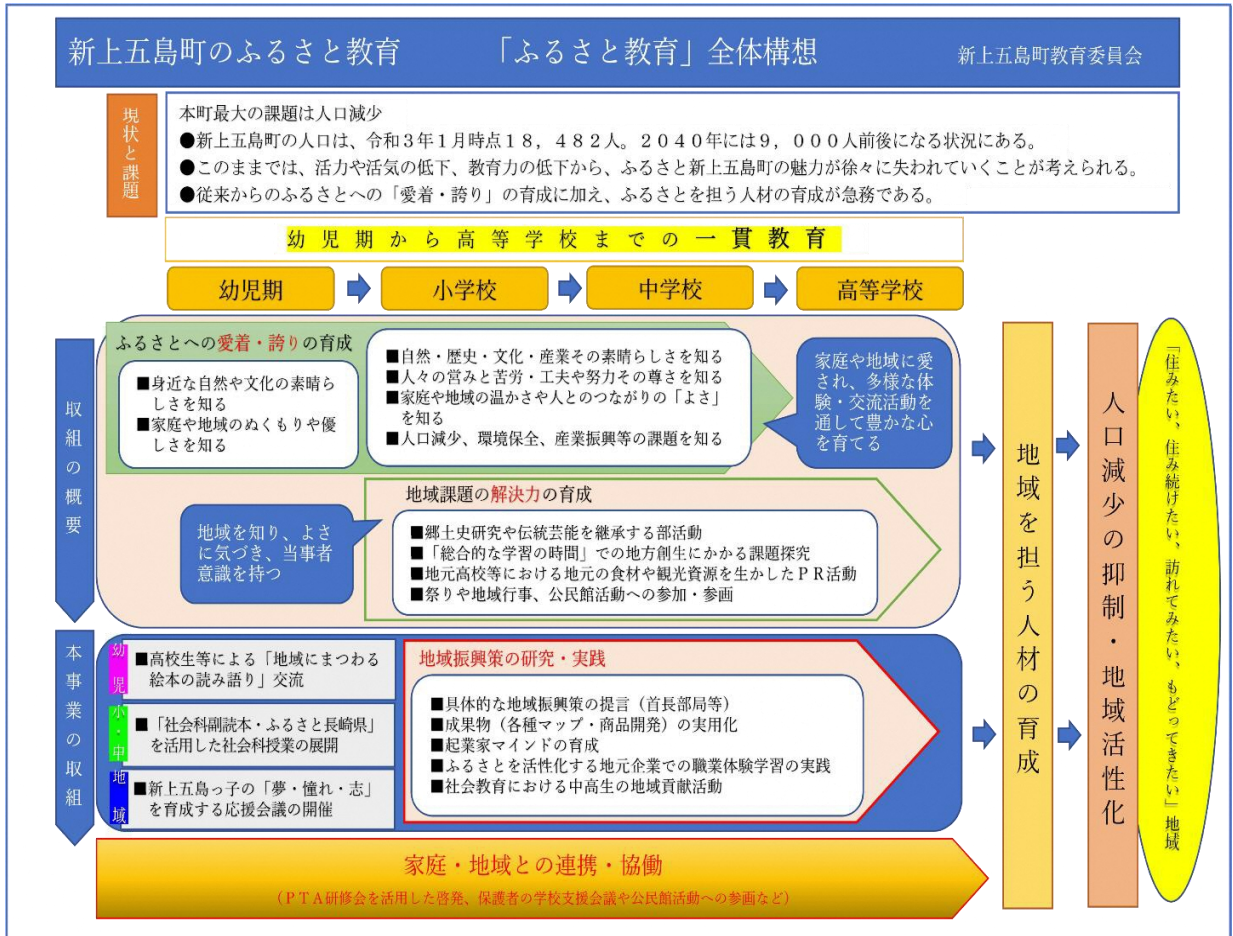 新上五島町のふるさと教育　　「ふるさと教育」全体構想　　新上五島町教育委員会
現状と課題
本町最大の課題は人口減少
●新上五島町の人口は、令和3年1月時点18，482人。2040年には9，000人前後になる状況にある。
●このままでは、活力や活気の低下、教育力の低下から、ふるさと新上五島町の魅力が徐々に失われていくことが考えられる。
●従来からのふるさとへの「愛着・誇り」の育成に加え、ふるさとを担う人材の育成が急務である。
幼児期から高等学校までの一貫教育
幼児期
小学校
中学校
高等学校
取組の概要
ふるさとへの愛着・誇りの育成
■身近な自然や文化の素晴ら
しさを知る
■家庭や地域のぬくもりや優
しさを知る
■自然・歴史・文化・産業その素晴らしさを知る
■人々の営みと苦労・工夫や努力その尊さを知る
■家庭や地域の温かさや人とのつながりの「よさ」
を知る
■人口減少、環境保全、産業振興等の課題を知る
家庭や地域に愛
され、多様な体
験・交流活動を
通して豊かな心
を育てる
地域課題の解決力の育成
地域を知り、よさ
に気づき、当事者
意識を持つ
■郷土史研究や伝統芸能を継承する部活動
■「総合的な学習の時間」での地方創生にかかる課題探究
■地元高校等における地元の食材や観光資源を生かしたPR活動
■祭りや地域行事、公民館活動への参加・参画
本事業の取組
幼児
■高校生等による「地域にまつわる
絵本の読み語り」交流
小・中
■「社会科副読本・ふるさと長崎県」
を活用した社会科授業の展開
地域
■新上五島っ子の「夢・憧れ・志」
を育成する応援会議の開催
地域振興策の研究・実践
■具体的な地域振興策の提言（首長部局等）
■成果物（各種マップ・商品開発）の実用化
■起業家マインドの育成
■ふるさとを活性化する地元企業での職業体験学習の実践
■社会教育における中高生の地域貢献活動
家庭・地域との連携・協働
（PTA研修会を活用した啓発、保護者の学校支援会議や公民館活動への参画など）
地域を担う人材の育成
人口減少の抑制・地域活性化
「住みたい、住み続けたい、訪れてみたい、もどってきたい」地域